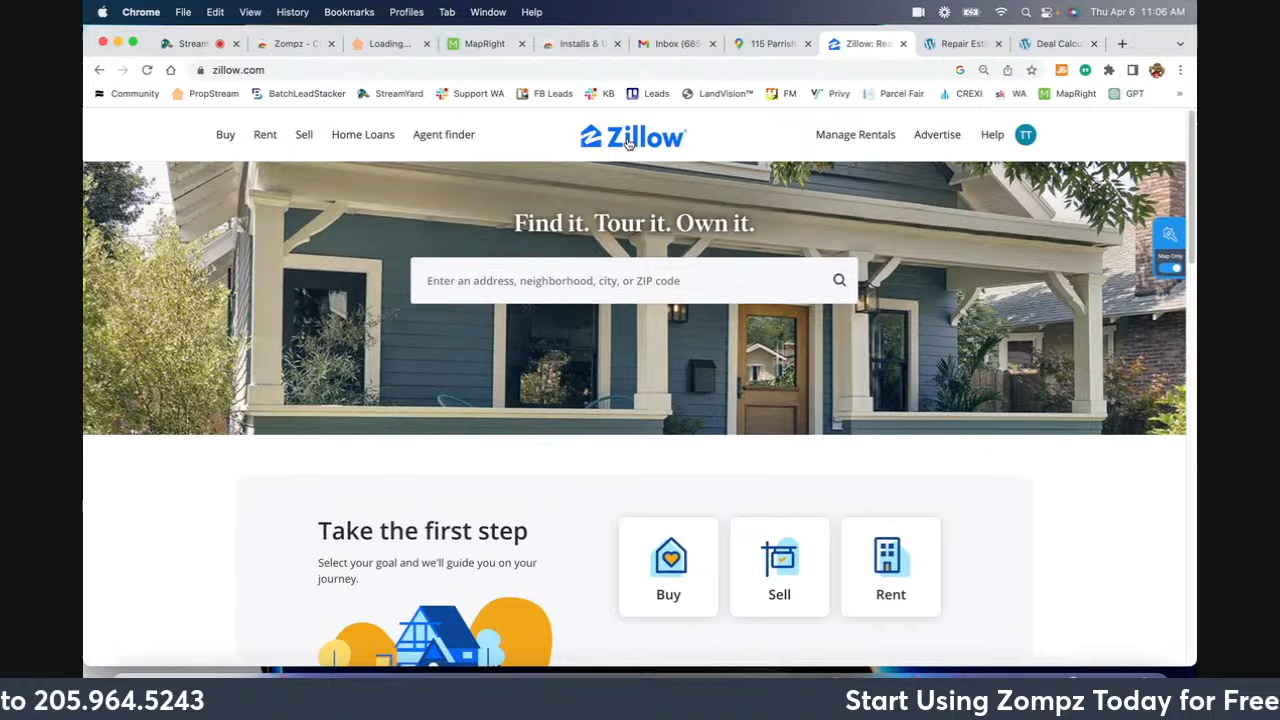 Chrome File Edit View History Bookmarks Profiles Tab Window Help Thu Apr 6 11:06 AM
Stream Zompz - C Loading... MapRight Installs & U Inbox (685 115 Parrish Zillow: Rea Repair Esti Deal Calcu
zillow.com
Community PropStream BatchLeadStacker StreamYard Support WA FB Leads KB Leads LandVision™ FM Privy Parcel Fair CREXI WA MapRight GPT »
Buy Rent Sell Home Loans Agent finder Zillow Manage Rentals Advertise Help TT
Find it. Tour it. Own it.
Enter an address, neighborhood, city, or ZIP code
Map Only
Take the first step
Select your goal and we'll guide you on your
journey.
Buy Sell Rent
to 205.964.5243 Start Using Zompz Today for Free